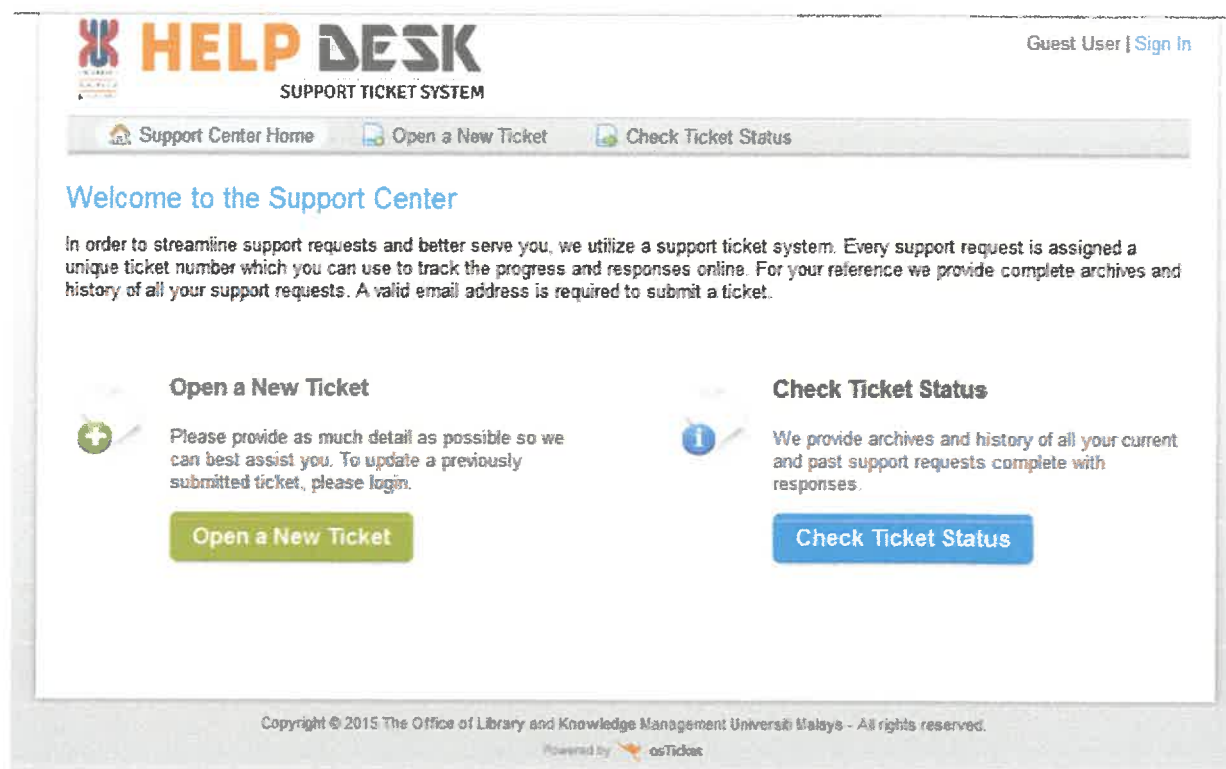 HELP DESK
Guest User | Sign In
SUPPORT TICKET SYSTEM
Support Center Home Open a New Ticket Check Ticket Status
Welcome to the Support Center
In order to streamline support requests and better serve you, we utilize a support ticket system. Every support request is assigned a
unique ticket number which you can use to track the progress and responses online. For your reference we provide complete archives and
history of all your support requests. A valid email address is required to submit a ticket.
Open a New Ticket
Please provide as much detail as possible so we
can best assist you. To update a previously
submitted ticket, please login.
Open a New Ticket
Check Ticket Status
We provide archives and history of all your current
and past support requests complete with
responses.
Check Ticket Status
Copyright © 2015 The Office of Library and Knowledge Management Universiti Malaya - All rights reserved.
Powered by osTicket